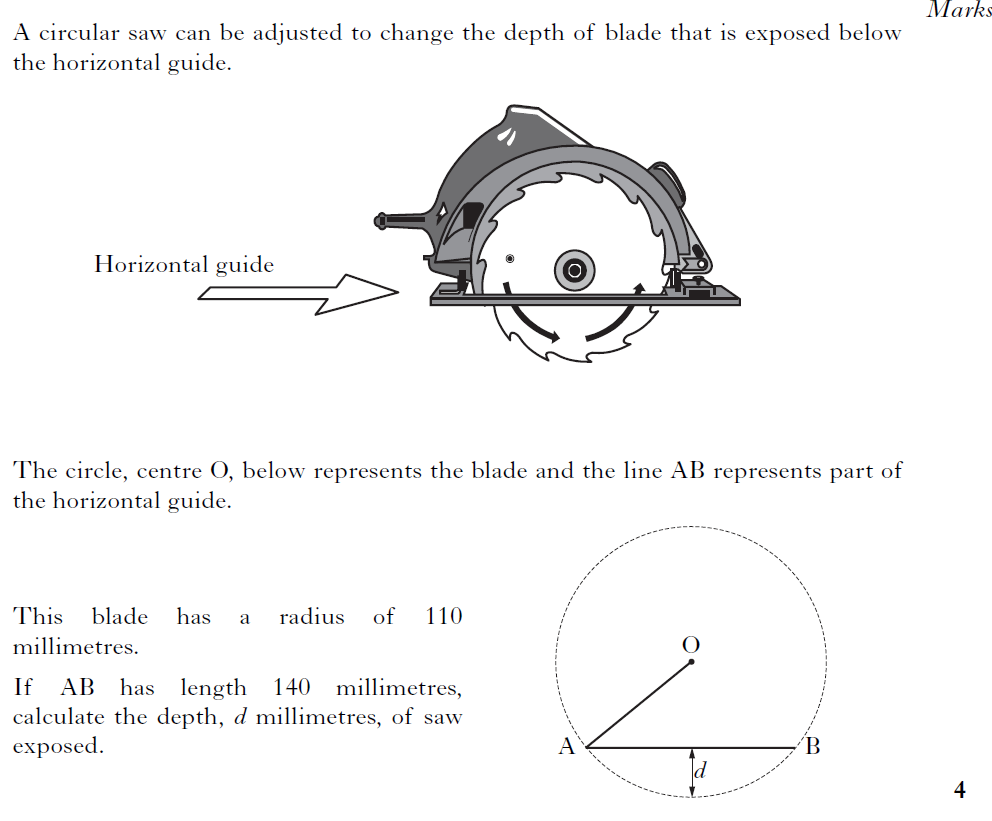 Marks
A circular saw can be adjusted to change the depth of blade that is exposed below
the horizontal guide.
Horizontal guide
The circle, centre O, below represents the blade and the line AB represents part of
the horizontal guide.
This blade has a radius of 110
millimetres.
If AB has length 140 millimetres,
calculate the depth, d millimetres, of saw
exposed.
O
A
B
d
4